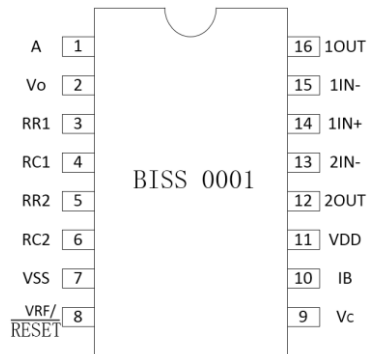 A 1 16 1OUT
Vo 2 15 1IN-
RR1 3 14 1IN+
RC1 4 13 2IN-
BISS 0001
RR2 5 12 2OUT
RC2 6 11 VDD
VSS 7 10 IB
VRF/
RESET 8 9 Vc